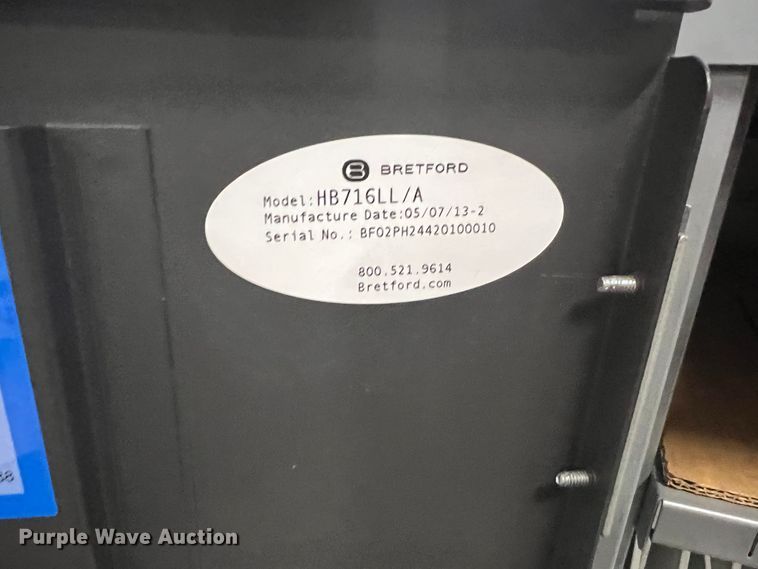 BRETFORD
Model:HB716LL/A
Manufacture Date:05/07/13-2
Serial No.: BF02PH24420100010
800.521.9614
Bretford.com
Purple Wave Auction